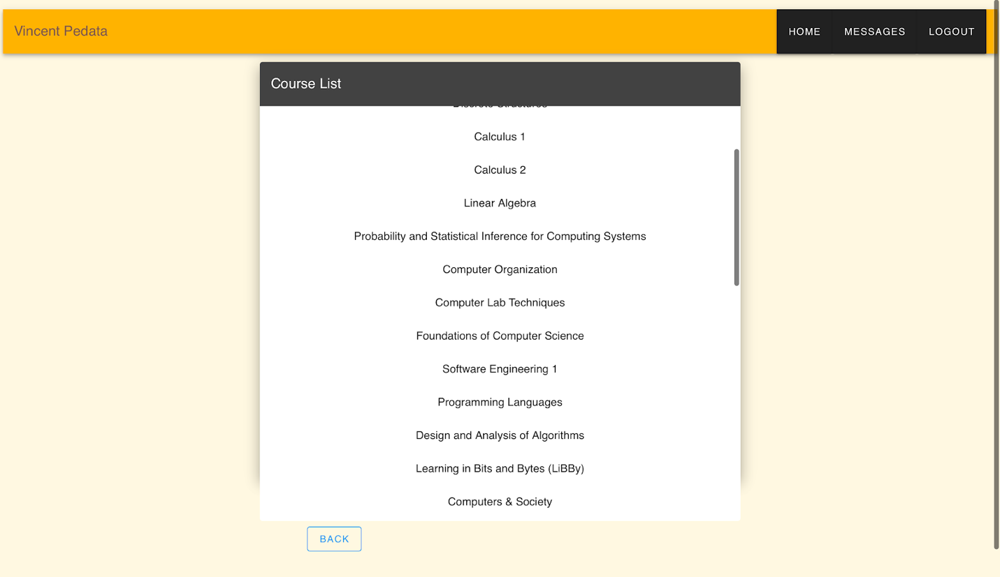 Vincent Pedata
HOME MESSAGES LOGOUT
Course List
Discrete Structures
Calculus 1
Calculus 2
Linear Algebra
Probability and Statistical Inference for Computing Systems
Computer Organization
Computer Lab Techniques
Foundations of Computer Science
Software Engineering 1
Programming Languages
Design and Analysis of Algorithms
Learning in Bits and Bytes (LiBBy)
Computers & Society
BACK